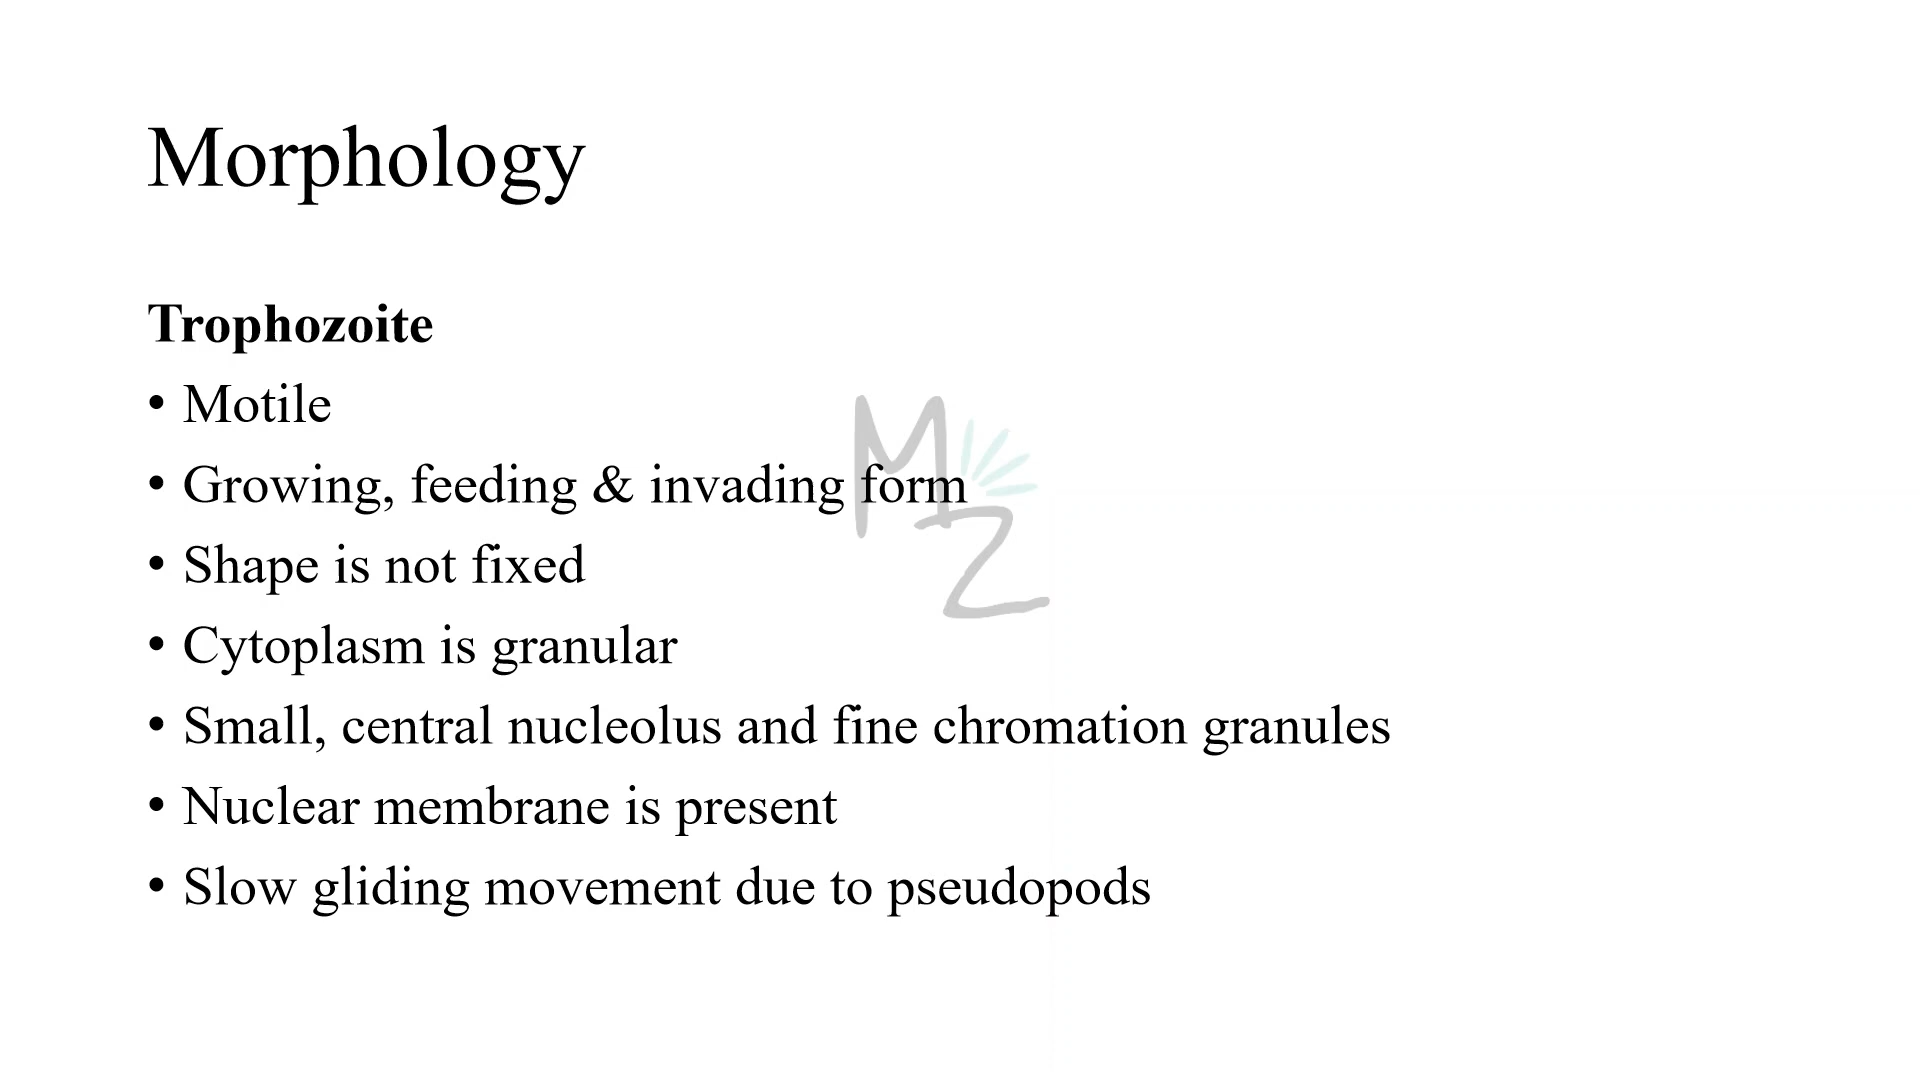 Morphology
Trophozoite
• Motile
• Growing, feeding & invading form
• Shape is not fixed
• Cytoplasm is granular
• Small, central nucleolus and fine chromation granules
• Nuclear membrane is present
• Slow gliding movement due to pseudopods
MZ